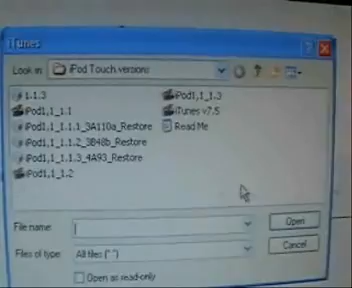 iTunes
Look in: iPod Touch versions
1.1.3
iPod1,1_1.1
iPod1,1_1.1.1_3A110a_Restore
iPod1,1_1.1.2_3B48b_Restore
iPod1,1_1.1.3_4A93_Restore
iPod1,1_1.2
iPod1,1_1.3
iTunes v7.5
Read Me
File name:
Open
Files of type:
All files (*.*)
Cancel
Open as read-only